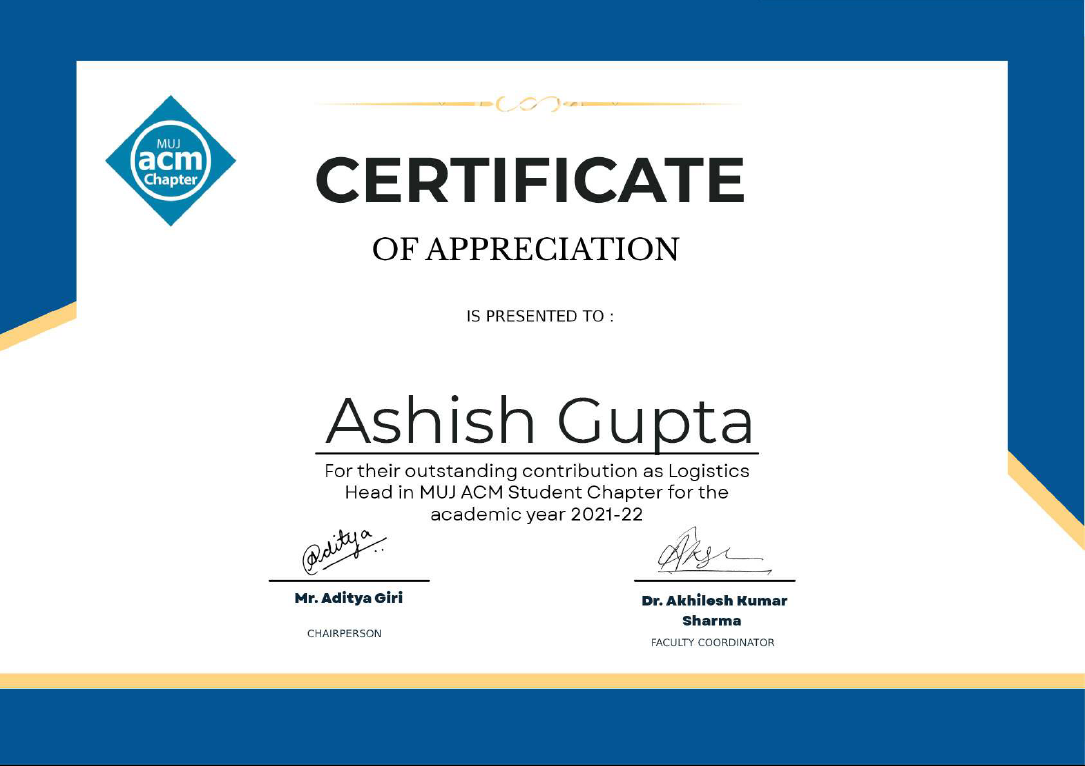 MUJ
acm
Chapter
CERTIFICATE
OF APPRECIATION
IS PRESENTED TO :
Ashish Gupta
For their outstanding contribution as Logistics
Head in MUJ ACM Student Chapter for the
academic year 2021-22
Aditya
Mr. Aditya Giri
CHAIRPERSON
Dr. Akhilesh Kumar
Sharma
FACULTY COORDINATOR